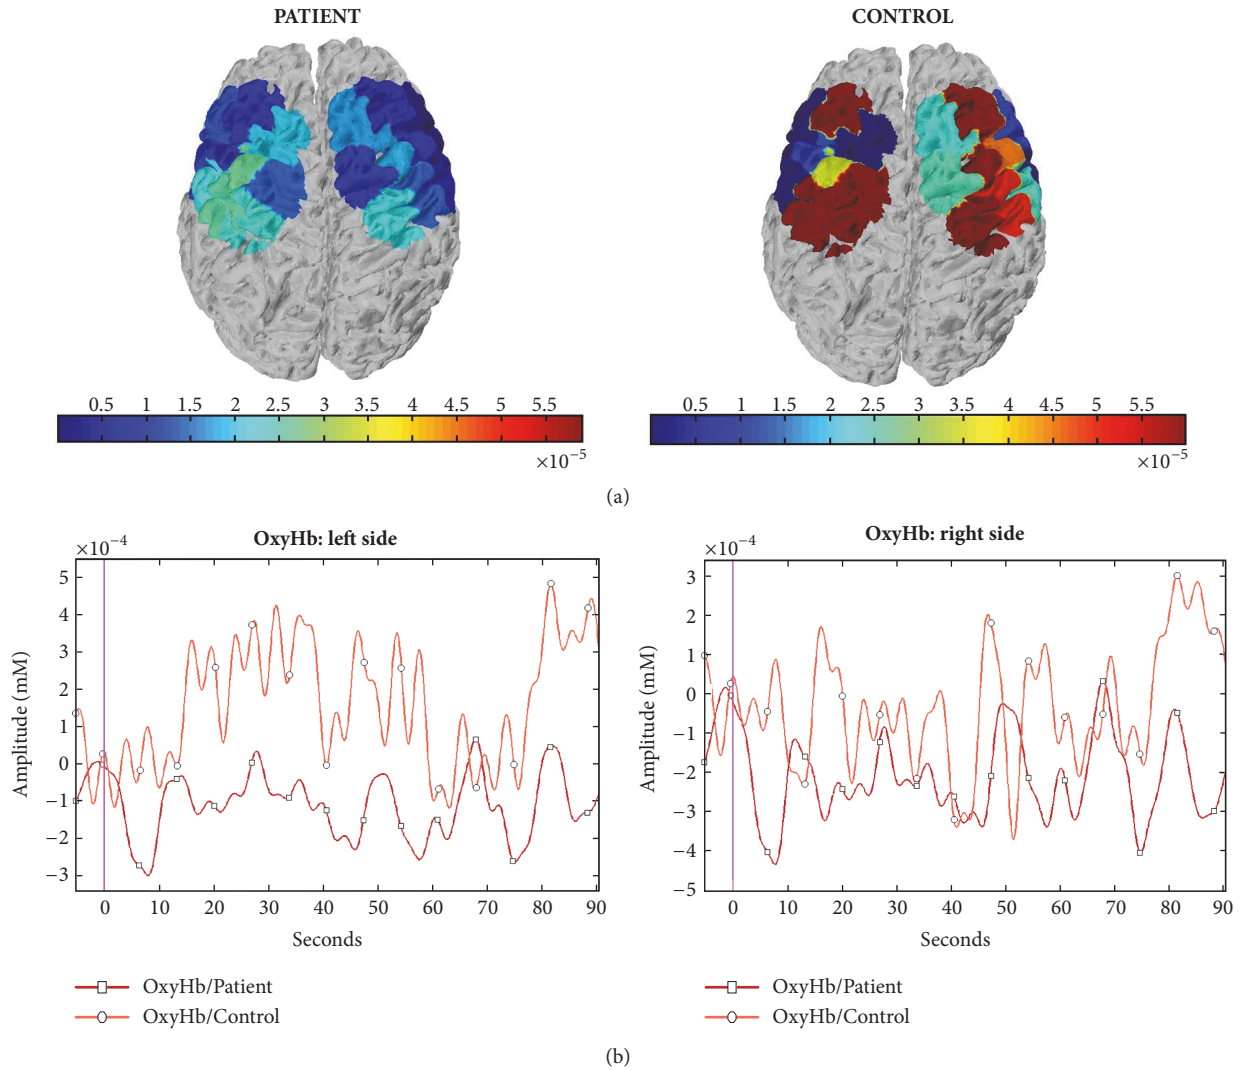 PATIENT
CONTROL
0.5 1 1.5 2 2.5 3 3.5 4 4.5 5 5.5
×10−5
0.5 1 1.5 2 2.5 3 3.5 4 4.5 5 5.5
×10−5
(a)
OxyHb: left side
×10−4
5
4
3
2
1
0
−1
−2
−3
Amplitude (mM)
0 10 20 30 40 50 60 70 80 90
Seconds
OxyHb/Patient
OxyHb/Control
OxyHb: right side
×10−4
3
2
1
0
−1
−2
−3
−4
−5
Amplitude (mM)
0 10 20 30 40 50 60 70 80 90
Seconds
OxyHb/Patient
OxyHb/Control
(b)